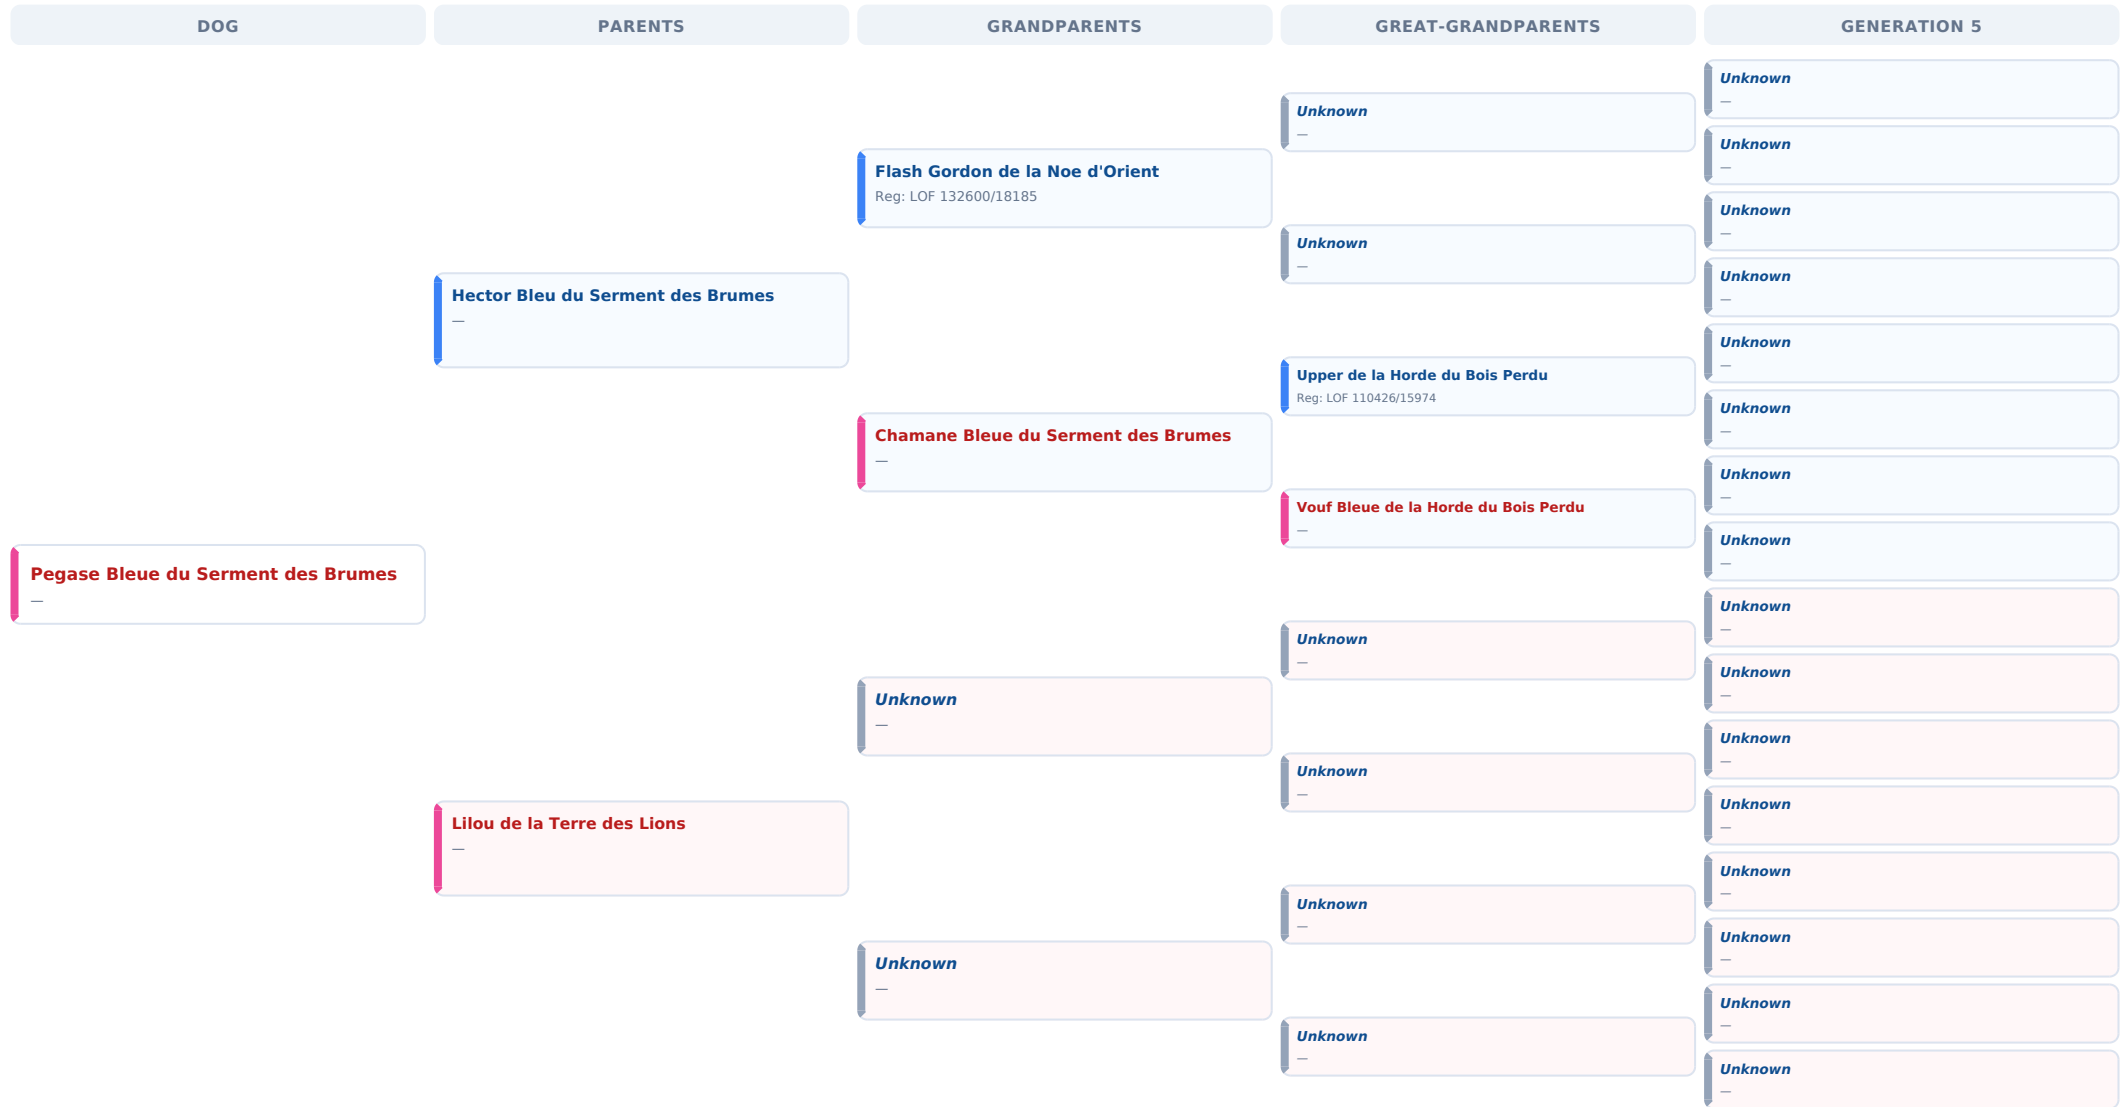 DOG
PARENTS
GRANDPARENTS
GREAT-GRANDPARENTS
GENERATION 5
Pegase Bleue du Serment des Brumes
—
Hector Bleu du Serment des Brumes
—
Lilou de la Terre des Lions
—
Flash Gordon de la Noe d'Orient
Reg: LOF 132600/18185
Chamane Bleue du Serment des Brumes
—
Unknown
—
Unknown
—
Unknown
—
Unknown
—
Upper de la Horde du Bois Perdu
Reg: LOF 110426/15974
Vouf Bleue de la Horde du Bois Perdu
—
Unknown
—
Unknown
—
Unknown
—
Unknown
—
Unknown
—
Unknown
—
Unknown
—
Unknown
—
Unknown
—
Unknown
—
Unknown
—
Unknown
—
Unknown
—
Unknown
—
Unknown
—
Unknown
—
Unknown
—
Unknown
—
Unknown
—
Unknown
—